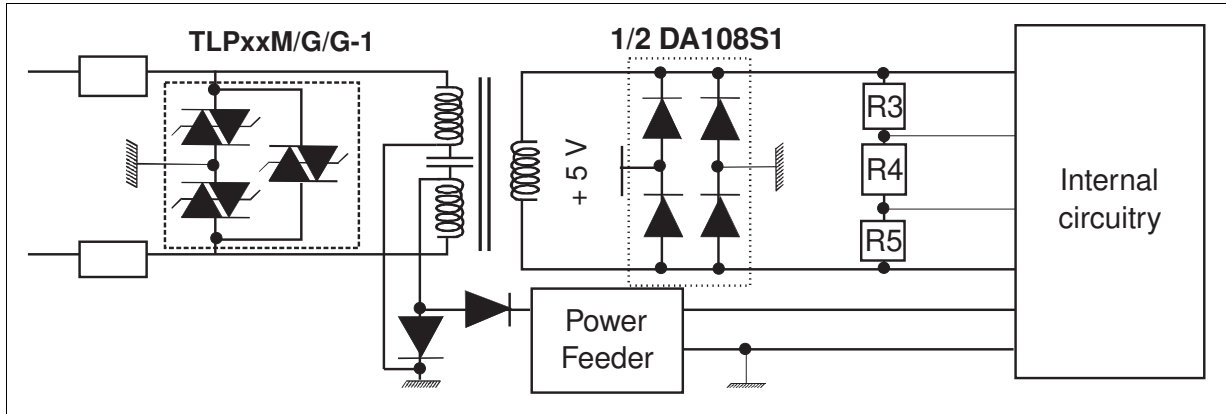 TLPxxM/G/G-1
1/2 DA108S1
+ 5 V
R3
R4
R5
Internal
circuitry
Power
Feeder